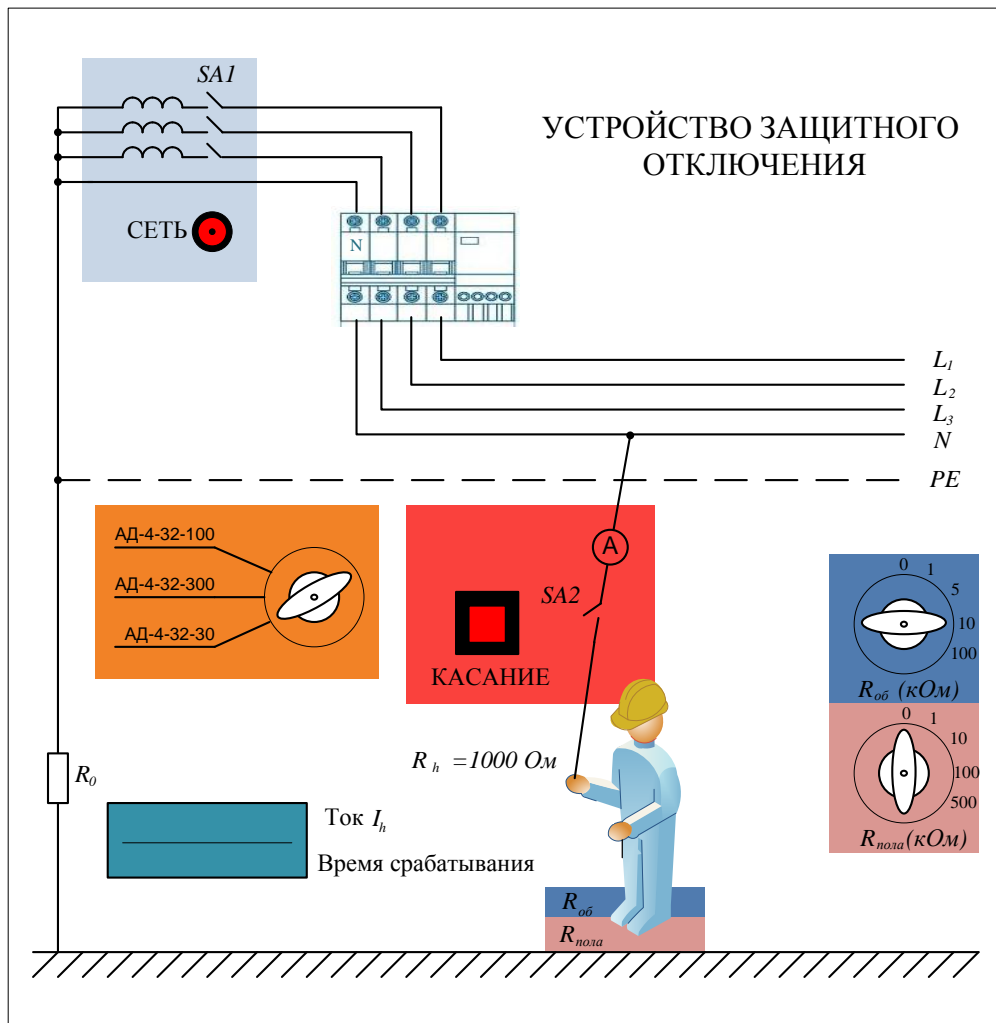 SA1
УСТРОЙСТВО ЗАЩИТНОГО
ОТКЛЮЧЕНИЯ
СЕТЬ
N
L1
L2
L3
N
PE
АД-4-32-100
АД-4-32-300
АД-4-32-30
A
SA2
КАСАНИЕ
0
1
5
10
100
Rоб (кОм)
0
1
10
100
500
Rпола (кОм)
R h =1000 Ом
R0
Ток Ih
Время срабатывания
Rоб
Rпола